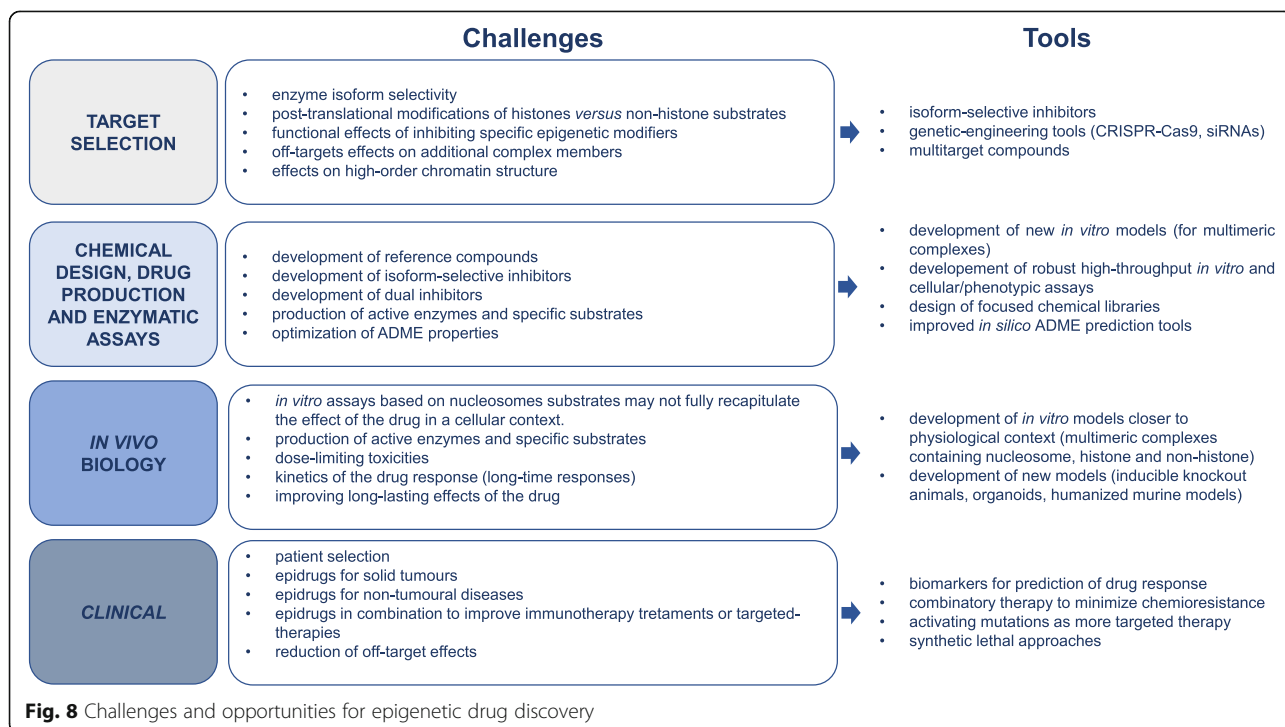 Challenges
Tools
TARGET
SELECTION
• enzyme isoform selectivity
• post-translational modifications of histones versus non-histone substrates
• functional effects of inhibiting specific epigenetic modifiers
• off-targets effects on additional complex members
• effects on high-order chromatin structure
• isoform-selective inhibitors
• genetic-engineering tools (CRISPR-Cas9, siRNAs)
• multitarget compounds
CHEMICAL
DESIGN, DRUG
PRODUCTION
AND ENZYMATIC
ASSAYS
• development of reference compounds
• development of isoform-selective inhibitors
• development of dual inhibitors
• production of active enzymes and specific substrates
• optimization of ADME properties
• development of new in vitro models (for multimeric
complexes)
• developement of robust high-throughput in vitro and
cellular/phenotypic assays
• design of focused chemical libraries
• improved in silico ADME prediction tools
IN VIVO
BIOLOGY
• in vitro assays based on nucleosomes substrates may not fully recapitulate
the effect of the drug in a cellular context.
• production of active enzymes and specific substrates
• dose-limiting toxicities
• kinetics of the drug response (long-time responses)
• improving long-lasting effects of the drug
• development of in vitro models closer to
physiological context (multimeric complexes
containing nucleosome, histone and non-histone)
• development of new models (inducible knockout
animals, organoids, humanized murine models)
CLINICAL
• patient selection
• epidrugs for solid tumours
• epidrugs for non-tumoural diseases
• epidrugs in combination to improve immunotherapy tretaments or targeted-
therapies
• reduction of off-target effects
• biomarkers for prediction of drug response
• combinatory therapy to minimize chemioresistance
• activating mutations as more targeted therapy
• synthetic lethal approaches
Fig. 8 Challenges and opportunities for epigenetic drug discovery